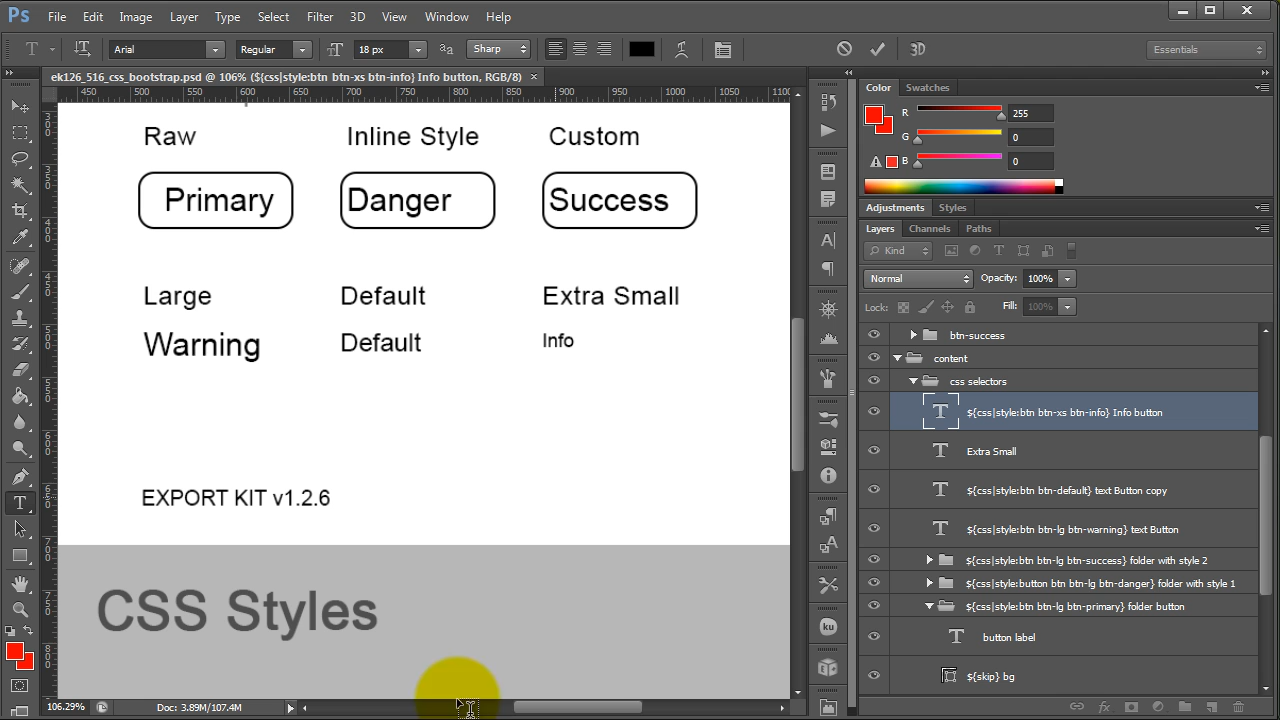 Ps File Edit Image Layer Type Select Filter 3D View Window Help
T Arial Regular 18 px aa Sharp 3D Essentials
ek126_516_css_bootstrap.psd @ 106% (${css|style:btn btn-xs btn-info} Info button, RGB/8) ×
450 500 550 600 650 700 750 800 850 900 950 1000 1050 1100
Raw Inline Style Custom
Primary Danger Success
Large Default Extra Small
Warning Default Info
EXPORT KIT v1.2.6
CSS Styles
106.29% Doc: 3.89M/107.4M
Color Swatches
R 255
G 0
B 0
Adjustments Styles
Layers Channels Paths
Kind
Normal Opacity: 100%
Lock: Fill: 100%
btn-success
content
css selectors
T ${css|style:btn btn-xs btn-info} Info button
T Extra Small
T ${css|style:btn btn-default} text Button copy
T ${css|style:btn btn-lg btn-warning} text Button
${css|style:btn btn-lg btn-success} folder with style 2
${css|style:button btn btn-lg btn-danger} folder with style 1
${css|style:btn btn-lg btn-primary} folder button
T button label
${skip} bg
ku
fx